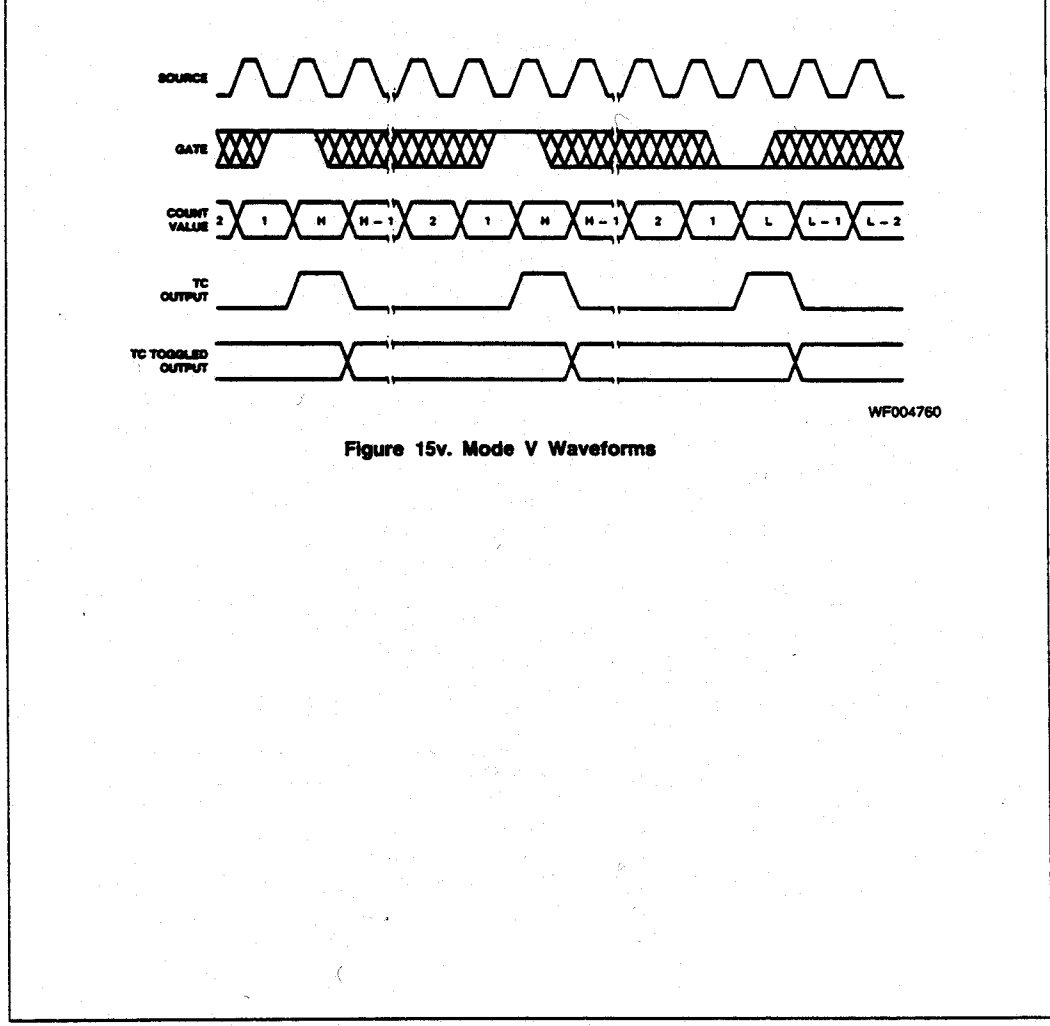 SOURCE
GATE
COUNT
VALUE
2 1 H H – 1 2 1 H H – 1 2 1 L L – 1 L – 2
TC
OUTPUT
TC TOGGLED
OUTPUT
WF004760
Figure 15v. Mode V Waveforms